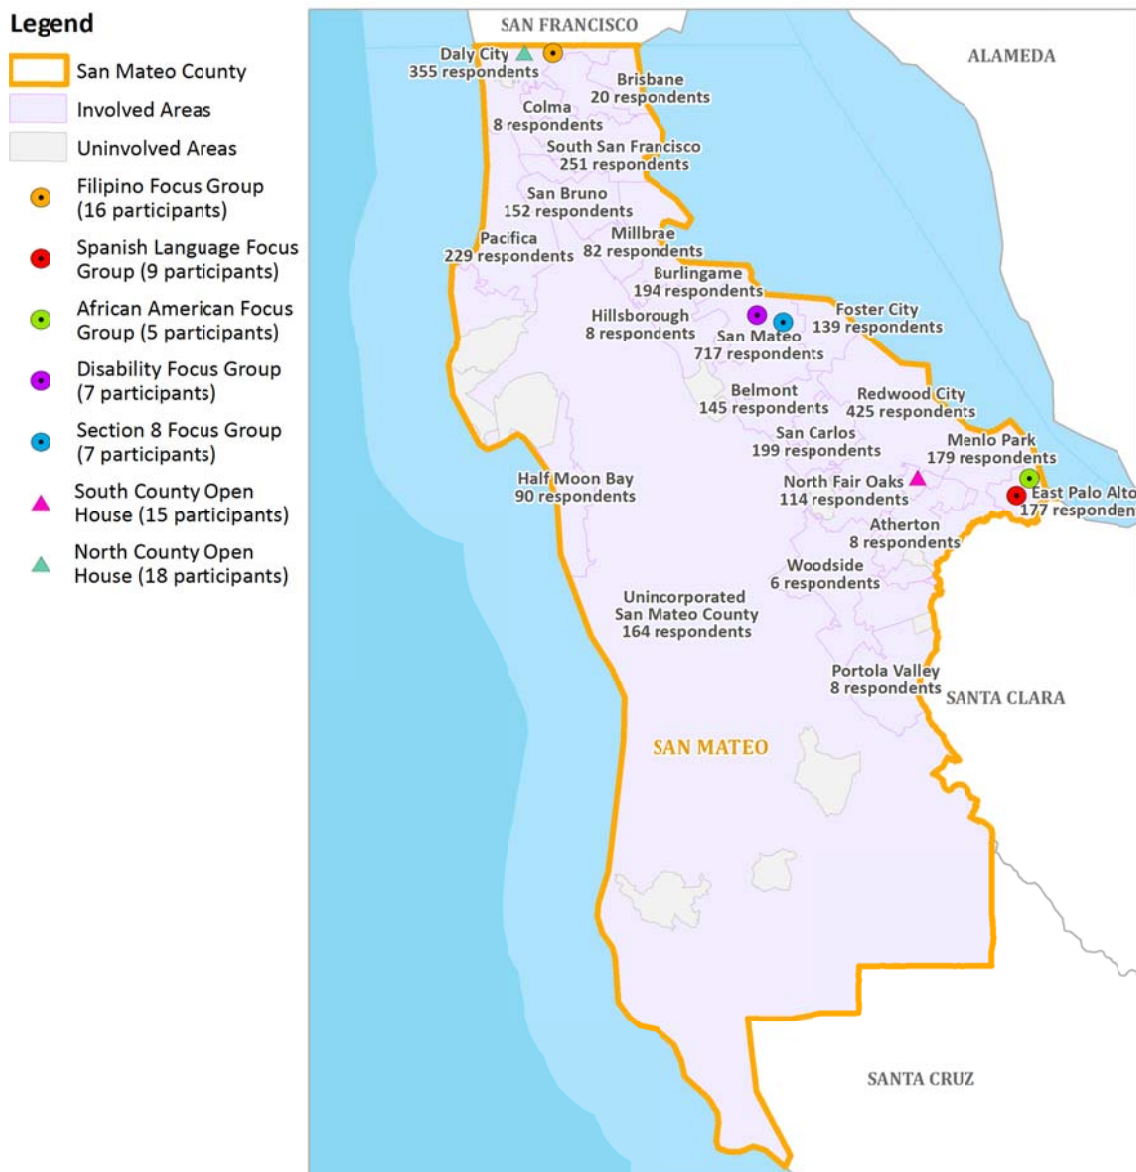 Legend
San Mateo County
Involved Areas
Uninvolved Areas
Filipino Focus Group
(16 participants)
Spanish Language Focus
Group (9 participants)
African American Focus
Group (5 participants)
Disability Focus Group
(7 participants)
Section 8 Focus Group
(7 participants)
South County Open
House (15 participants)
North County Open
House (18 participants)
SAN FRANCISCO
ALAMEDA
Daly City
355 respondents
Brisbane
20 respondents
Colma
8 respondents
South San Francisco
251 respondents
San Bruno
152 respondents
Pacifica
229 respondents
Millbrae
82 respondents
Burlingame
194 respondents
Hillsborough
8 respondents
San Mateo
717 respondents
Foster City
139 respondents
Belmont
145 respondents
Redwood City
425 respondents
San Carlos
199 respondents
Menlo Park
179 respondents
Half Moon Bay
90 respondents
North Fair Oaks
114 respondents
East Palo Alto
177 responden
Atherton
8 respondents
Woodside
6 respondents
Unincorporated
San Mateo County
164 respondents
Portola Valley
8 respondents
SANTA CLARA
SAN MATEO
SANTA CRUZ